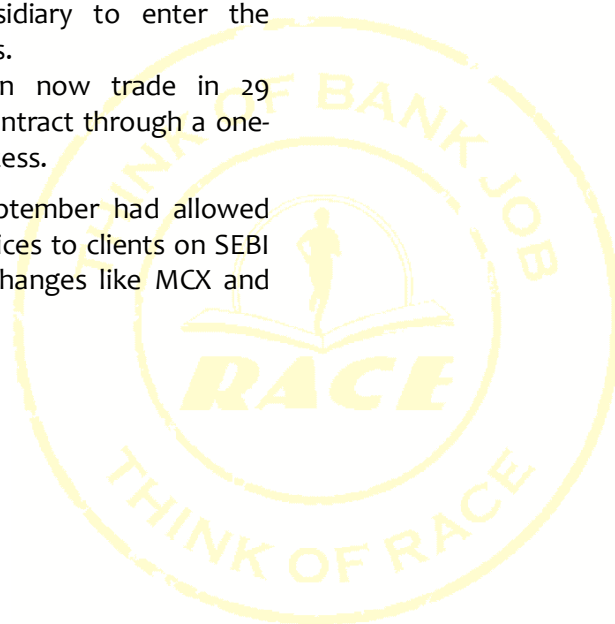 sidiary to enter the
s.
n now trade in 29
ontract through a one-
ess.
ptember had allowed
ices to clients on SEBI
hanges like MCX and
THINK OF BANK JOB
RACE
THINK OF RACE